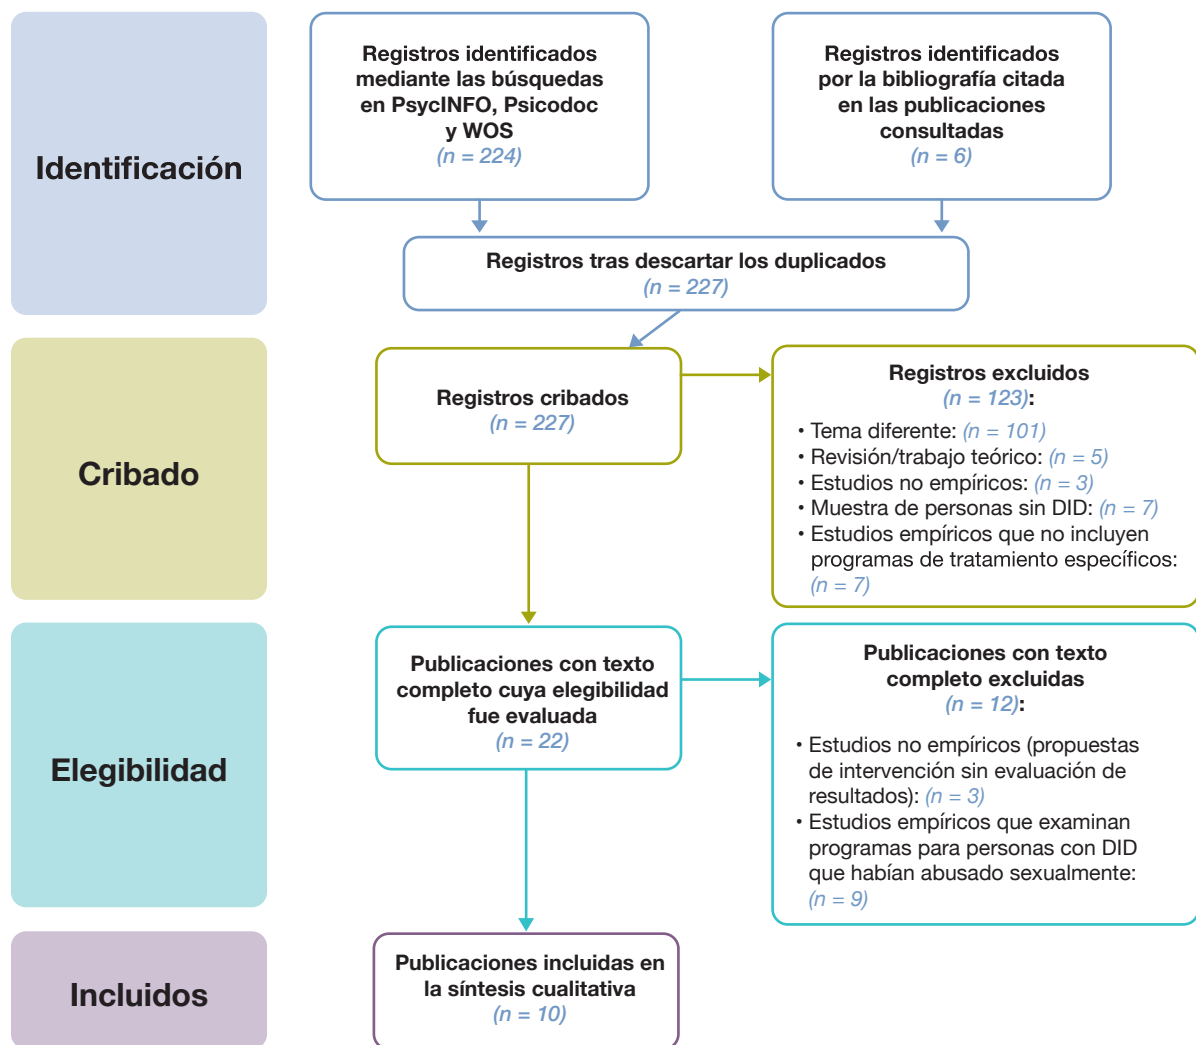 Identificación
Registros identificados
mediante las búsquedas
en PsycINFO, Psicodoc
y WOS
(n = 224)
Registros identificados
por la bibliografía citada
en las publicaciones
consultadas
(n = 6)
Registros tras descartar los duplicados
(n = 227)
Cribado
Registros cribados
(n = 227)
Registros excluidos
(n = 123):
• Tema diferente: (n = 101)
• Revisión/trabajo teórico: (n = 5)
• Estudios no empíricos: (n = 3)
• Muestra de personas sin DID: (n = 7)
• Estudios empíricos que no incluyen
programas de tratamiento específicos:
(n = 7)
Elegibilidad
Publicaciones con texto
completo cuya elegibilidad
fue evaluada
(n = 22)
Publicaciones con texto
completo excluidas
(n = 12):
• Estudios no empíricos (propuestas
de intervención sin evaluación de
resultados): (n = 3)
• Estudios empíricos que examinan
programas para personas con DID
que habían abusado sexualmente:
(n = 9)
Incluidos
Publicaciones incluidas en
la síntesis cualitativa
(n = 10)